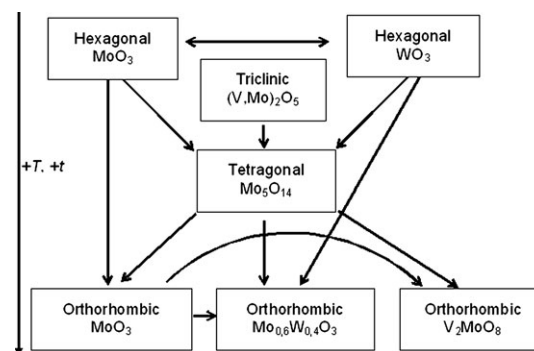 Hexagonal
MoO₃
Hexagonal
WO₃
Triclinic
(V,Mo)₂O₅
+T, +t
Tetragonal
Mo₅O₁₄
Orthorhombic
MoO₃
Orthorhombic
Mo₀,₆W₀,₄O₃
Orthorhombic
V₂MoO₈